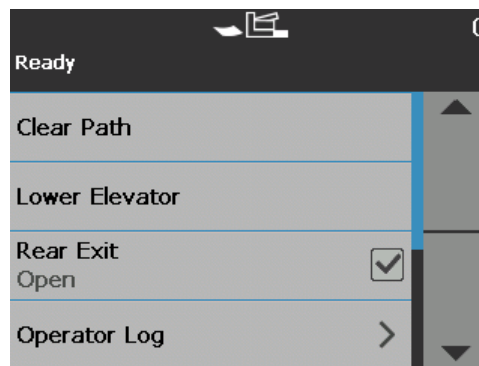 Ready
Clear Path
Lower Elevator
Rear Exit
Open
Operator Log